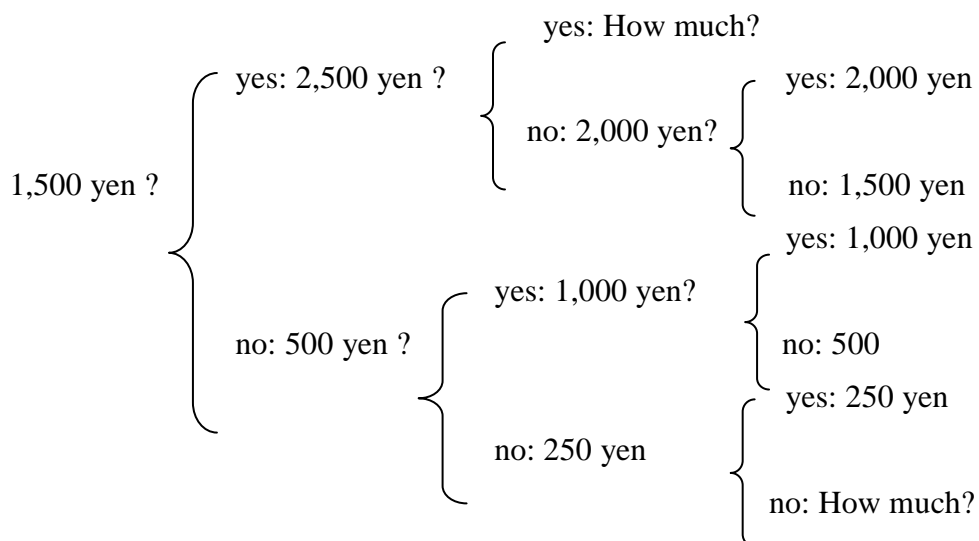 yes: How much?
yes: 2,500 yen ?
yes: 2,000 yen
no: 2,000 yen?
1,500 yen ?
no: 1,500 yen
yes: 1,000 yen
yes: 1,000 yen?
no: 500 yen ?
no: 500
yes: 250 yen
no: 250 yen
no: How much?